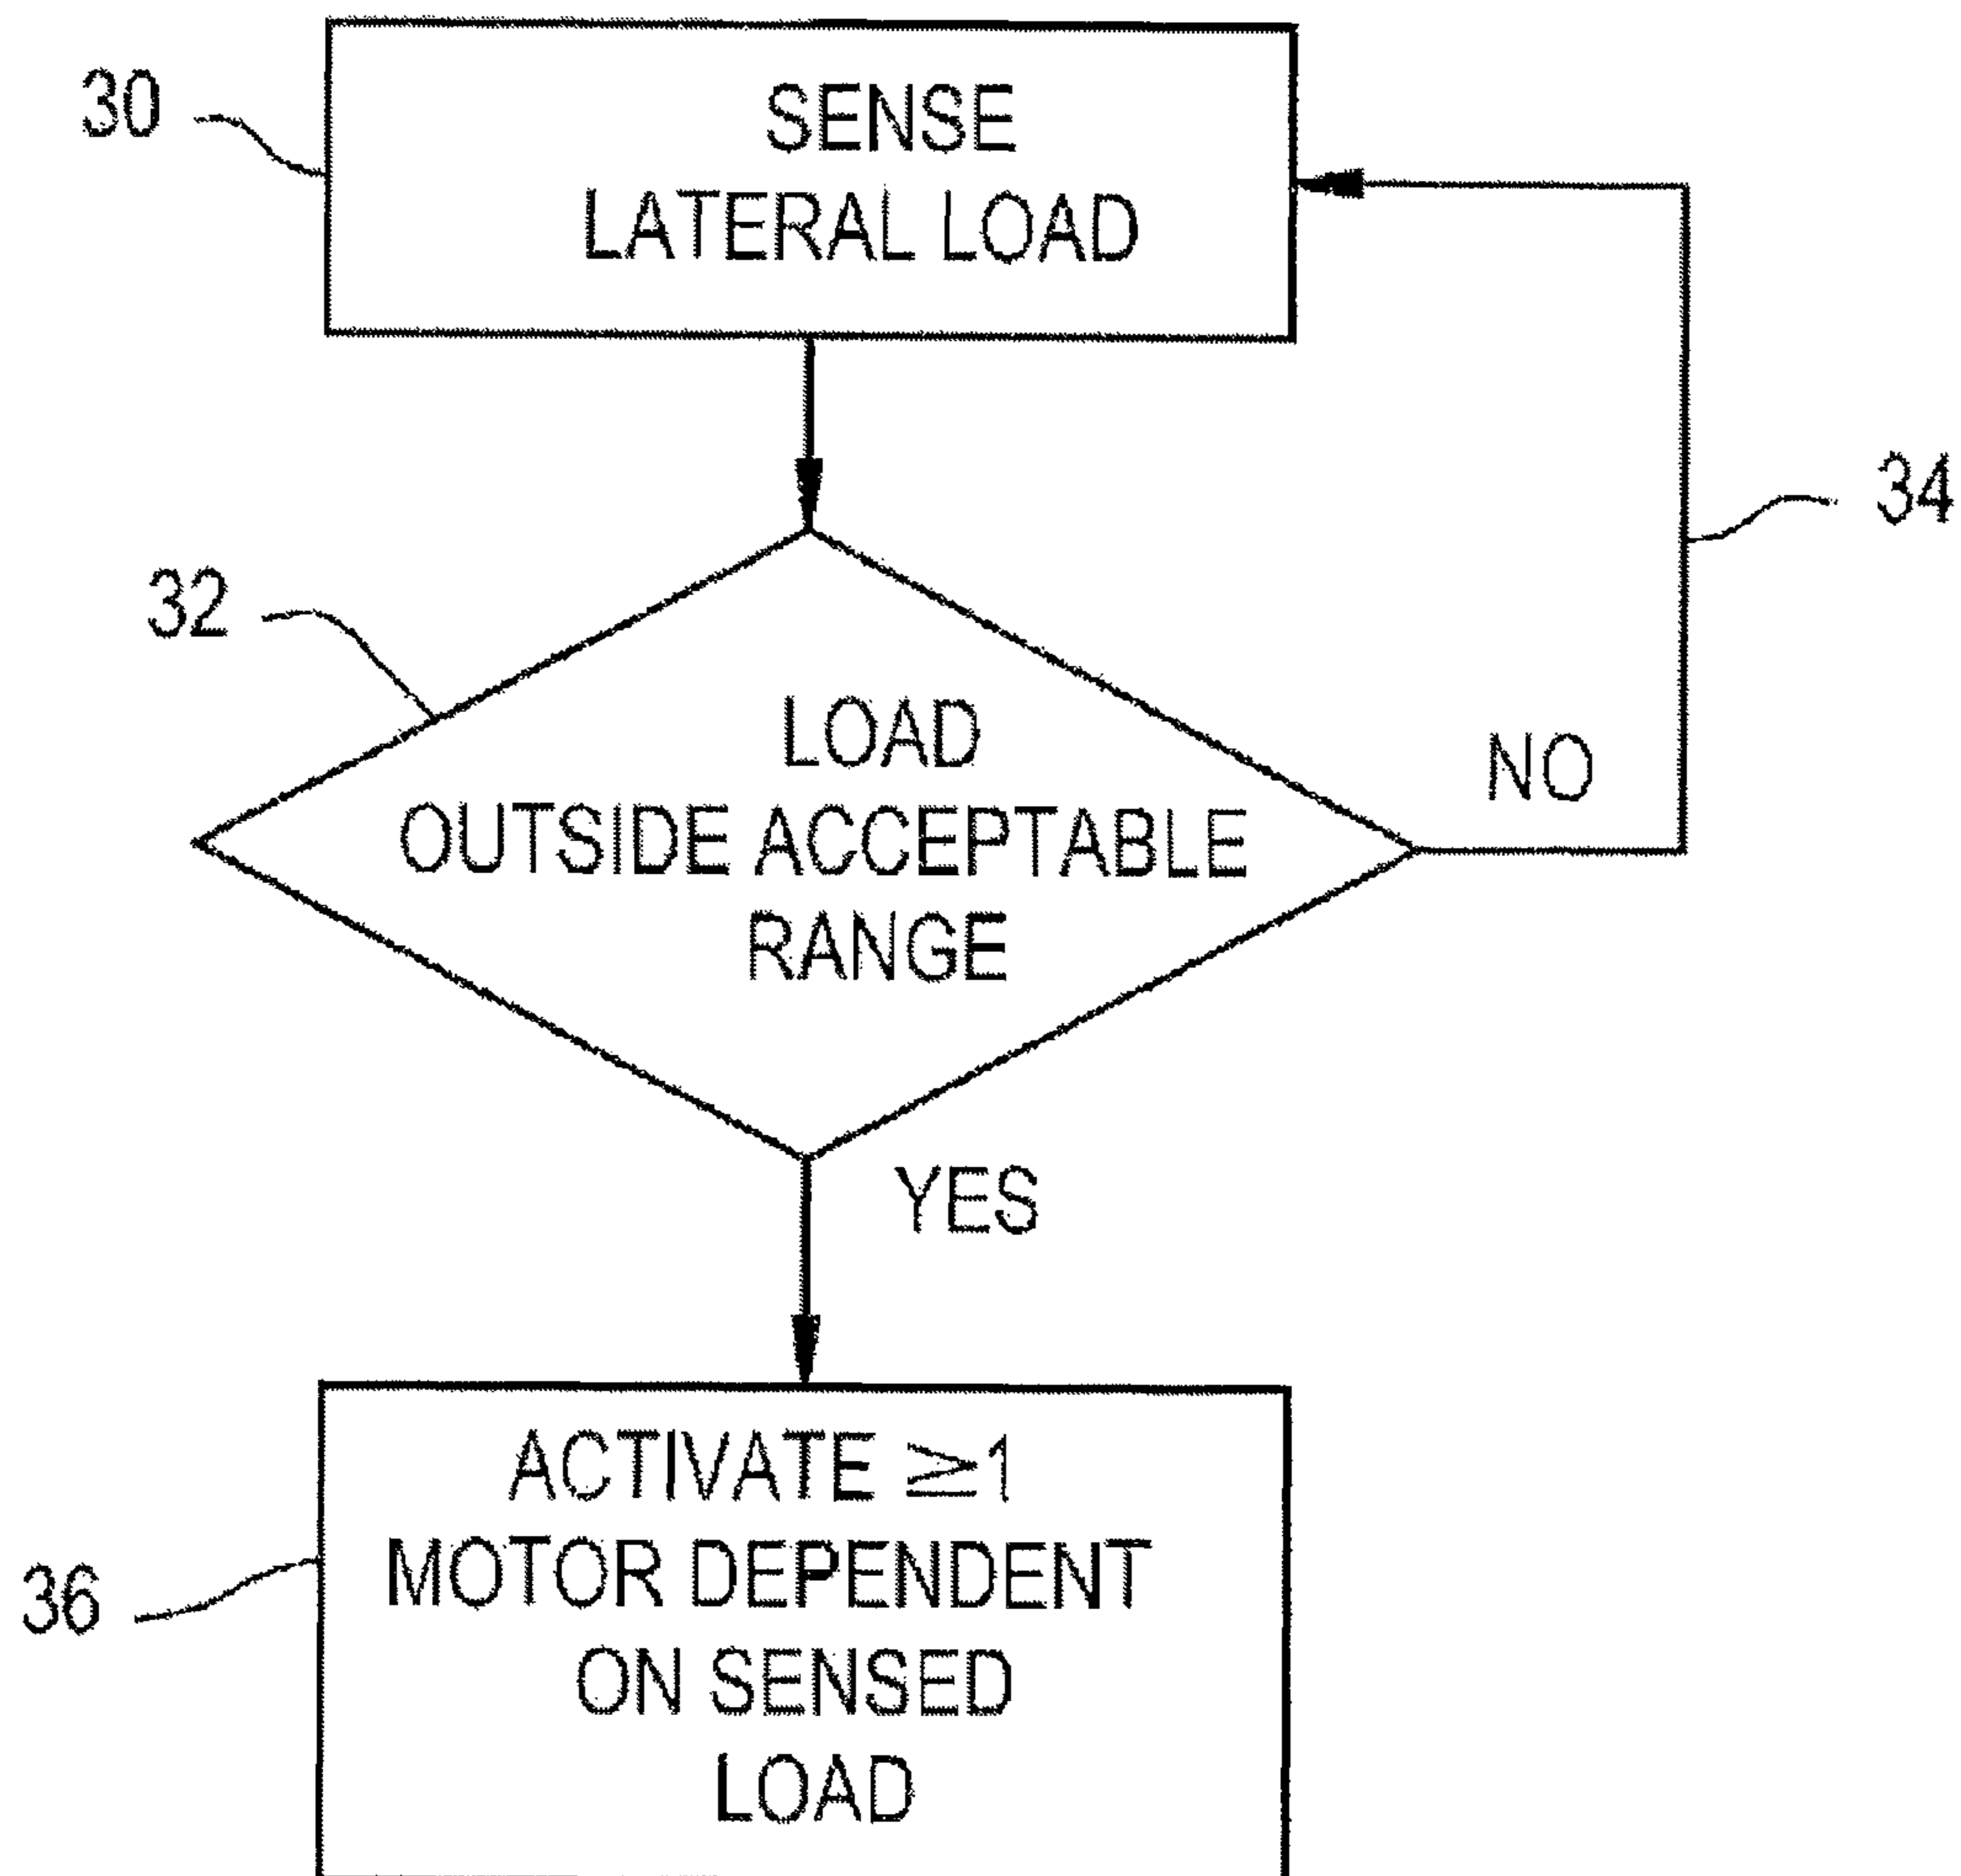 30
SENSE
LATERAL LOAD
34
32
LOAD
OUTSIDE ACCEPTABLE
RANGE
NO
YES
36
ACTIVATE ≥1
MOTOR DEPENDENT
ON SENSED
LOAD